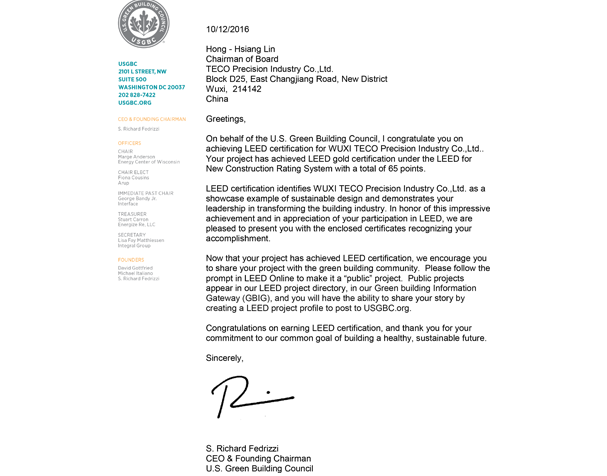 U.S. GREEN BUILDING COUNCIL
USGBC
USGBC
2101 L STREET, NW
SUITE 500
WASHINGTON DC 20037
202 828-7422
USGBC.ORG
CEO & FOUNDING CHAIRMAN
S. Richard Fedrizzi
OFFICERS
CHAIR
Marge Anderson
Energy Center of Wisconsin
CHAIR ELECT
Fiona Cousins
Arup
IMMEDIATE PAST CHAIR
George Bandy Jr.
Interface
TREASURER
Stuart Carron
Energize Re, LLC
SECRETARY
Lisa Fay Matthiessen
Integral Group
FOUNDERS
David Gottfried
Michael Italiano
S. Richard Fedrizzi
10/12/2016
Hong - Hsiang Lin
Chairman of Board
TECO Precision Industry Co.,Ltd.
Block D25, East Changjiang Road, New District
Wuxi, 214142
China
Greetings,
On behalf of the U.S. Green Building Council, I congratulate you on
achieving LEED certification for WUXI TECO Precision Industry Co.,Ltd..
Your project has achieved LEED gold certification under the LEED for
New Construction Rating System with a total of 65 points.
LEED certification identifies WUXI TECO Precision Industry Co.,Ltd. as a
showcase example of sustainable design and demonstrates your
leadership in transforming the building industry. In honor of this impressive
achievement and in appreciation of your participation in LEED, we are
pleased to present you with the enclosed certificates recognizing your
accomplishment.
Now that your project has achieved LEED certification, we encourage you
to share your project with the green building community. Please follow the
prompt in LEED Online to make it a “public” project. Public projects
appear in our LEED project directory, in our Green building Information
Gateway (GBIG), and you will have the ability to share your story by
creating a LEED project profile to post to USGBC.org.
Congratulations on earning LEED certification, and thank you for your
commitment to our common goal of building a healthy, sustainable future.
Sincerely,
S. Richard Fedrizzi
CEO & Founding Chairman
U.S. Green Building Council